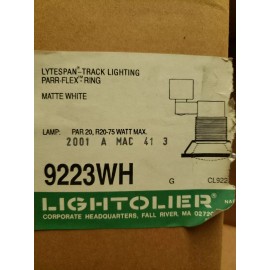 LYTESPAN® TRACK LIGHTING
PARR-FLEX® RING
MATTE WHITE
LAMP: PAR 20, R20-75 WATT MAX.
2001 A MAC 41 3
9223WH
G CL922
LIGHTOLIER®
CORPORATE HEADQUARTERS, FALL RIVER, MA